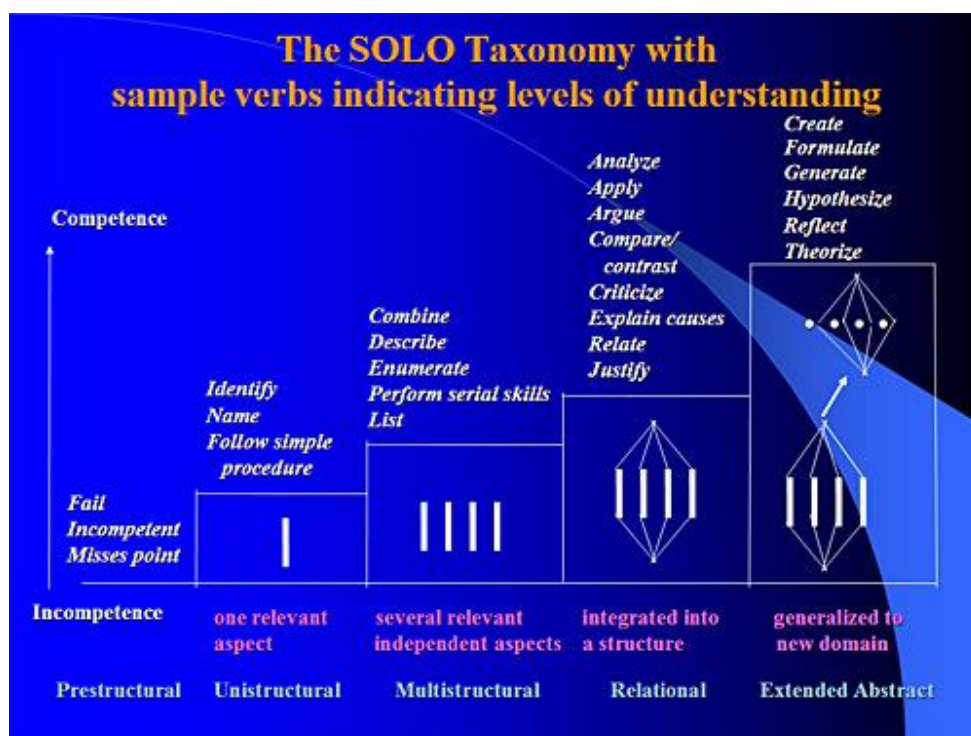 The SOLO Taxonomy with
sample verbs indicating levels of understanding
Competence
Fail
Incompetent
Misses point
Identify
Name
Follow simple
procedure
Combine
Describe
Enumerate
Perform serial skills
List
Analyze
Apply
Argue
Compare/
contrast
Criticize
Explain causes
Relate
Justify
Create
Formulate
Generate
Hypothesize
Reflect
Theorize
Incompetence
one relevant
aspect
several relevant
independent aspects
integrated into
a structure
generalized to
new domain
Prestructural
Unistructural
Multistructural
Relational
Extended Abstract